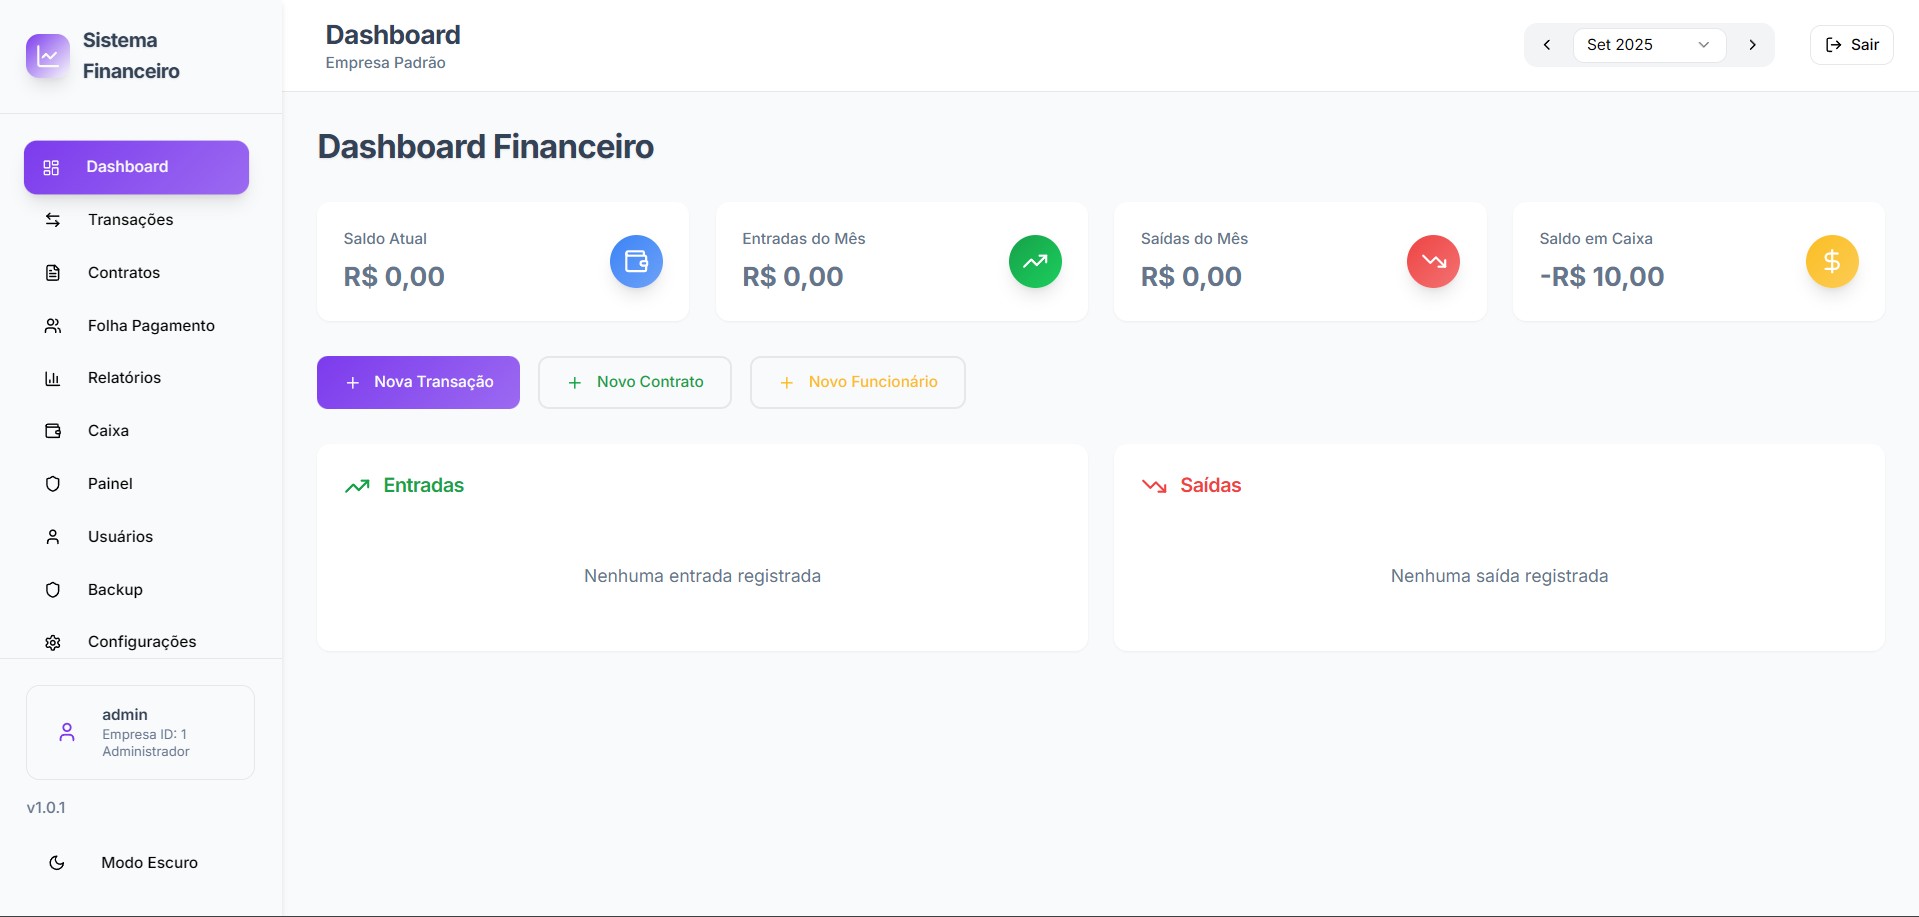 Sistema
Financeiro
Dashboard
Transações
Contratos
Folha Pagamento
Relatórios
Caixa
Painel
Usuários
Backup
Configurações
admin
Empresa ID: 1
Administrador
v1.0.1
Modo Escuro
Dashboard
Empresa Padrão
Set 2025
Sair
Dashboard Financeiro
Saldo Atual
R$ 0,00
Entradas do Mês
R$ 0,00
Saídas do Mês
R$ 0,00
Saldo em Caixa
-R$ 10,00
Nova Transação
Novo Contrato
Novo Funcionário
Entradas
Nenhuma entrada registrada
Saídas
Nenhuma saída registrada